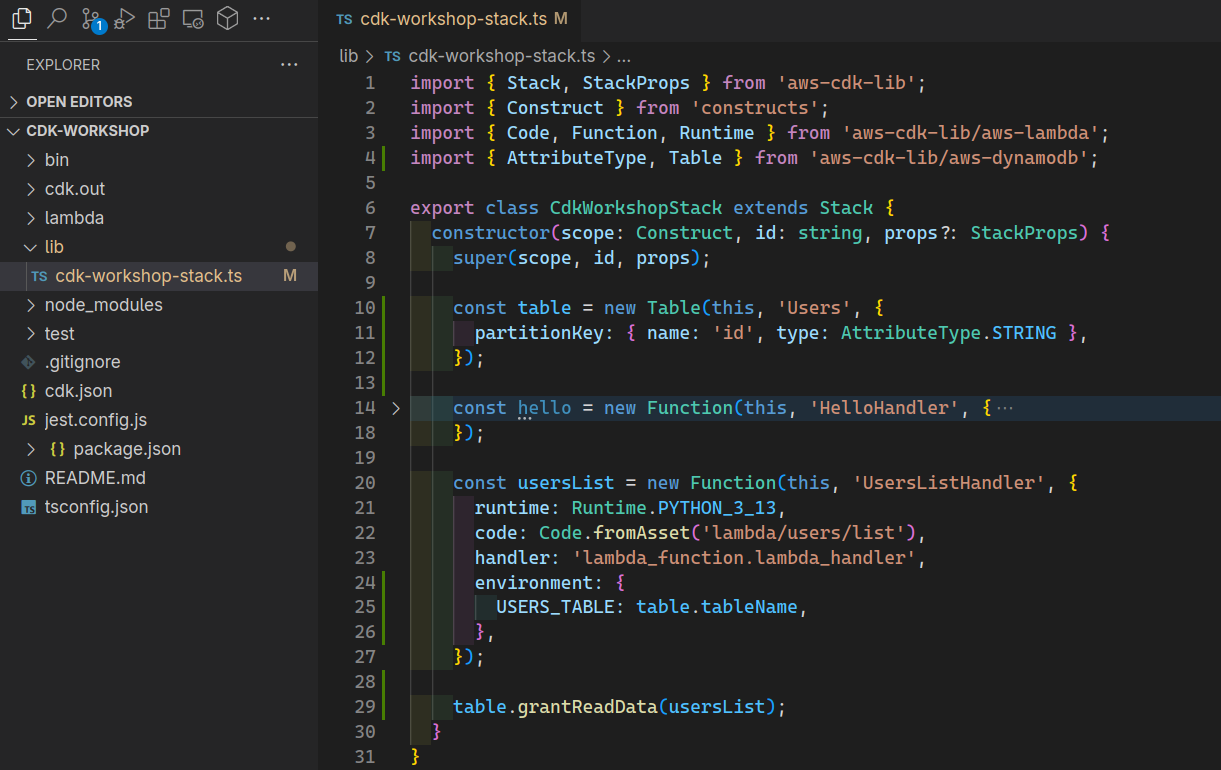 1
EXPLORER
OPEN EDITORS
CDK-WORKSHOP
bin
cdk.out
lambda
lib
TS cdk-workshop-stack.ts M
node_modules
test
.gitignore
{} cdk.json
JS jest.config.js
{} package.json
README.md
TS tsconfig.json
TS cdk-workshop-stack.ts M
lib > TS cdk-workshop-stack.ts > ...
1 import { Stack, StackProps } from 'aws-cdk-lib';
2 import { Construct } from 'constructs';
3 import { Code, Function, Runtime } from 'aws-cdk-lib/aws-lambda';
4 import { AttributeType, Table } from 'aws-cdk-lib/aws-dynamodb';
5
6 export class CdkWorkshopStack extends Stack {
7 constructor(scope: Construct, id: string, props?: StackProps) {
8 super(scope, id, props);
9
10 const table = new Table(this, 'Users', {
11 partitionKey: { name: 'id', type: AttributeType.STRING },
12 });
13
14 const hello = new Function(this, 'HelloHandler', {···
18 });
19
20 const usersList = new Function(this, 'UsersListHandler', {
21 runtime: Runtime.PYTHON_3_13,
22 code: Code.fromAsset('lambda/users/list'),
23 handler: 'lambda_function.lambda_handler',
24 environment: {
25 USERS_TABLE: table.tableName,
26 },
27 });
28
29 table.grantReadData(usersList);
30 }
31 }